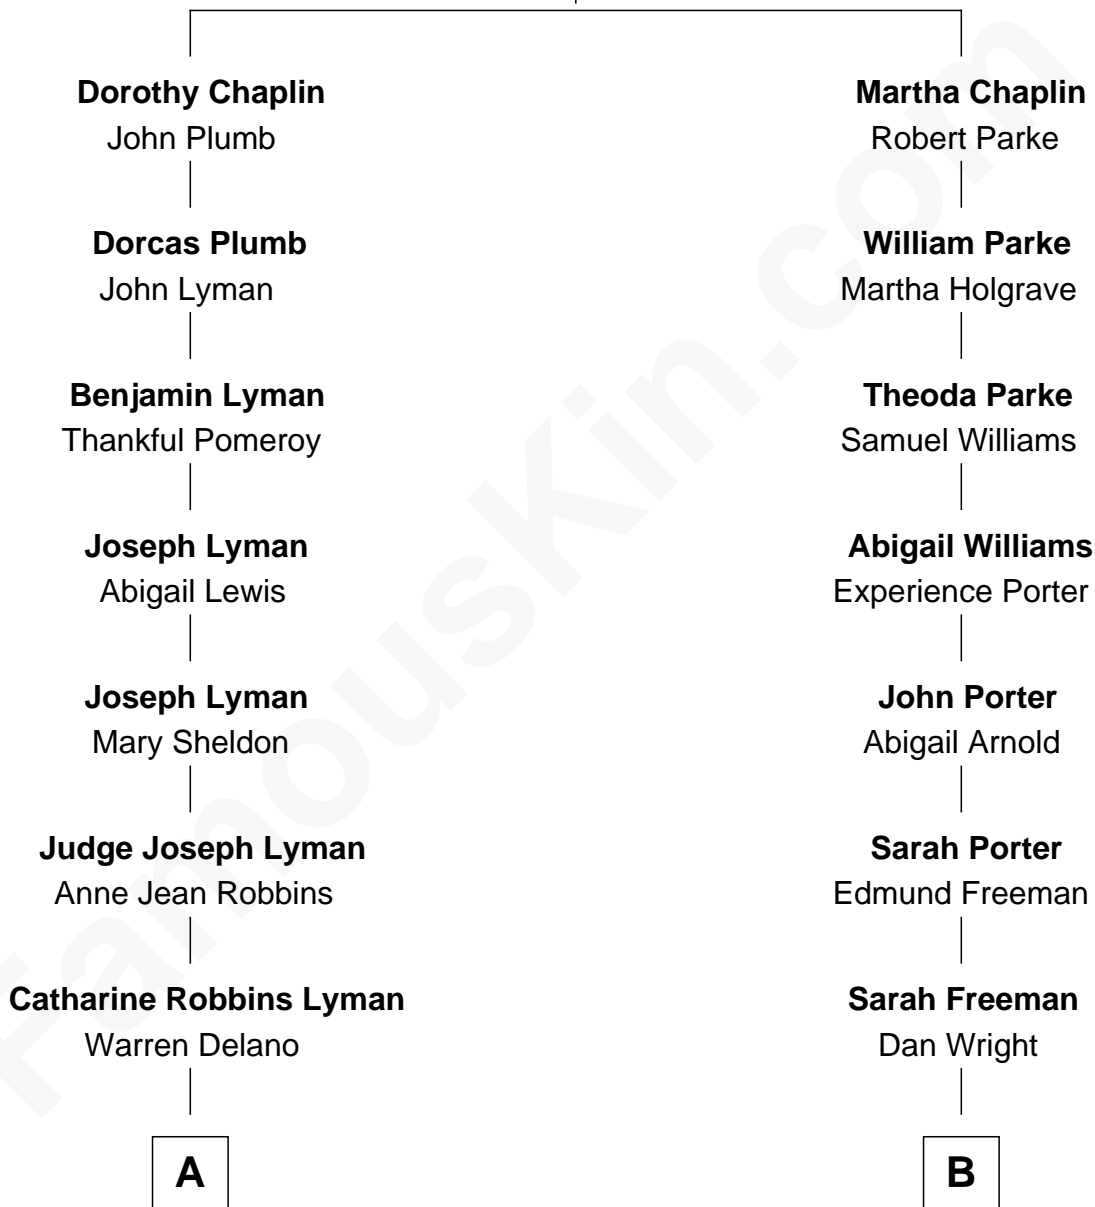 Dorothy Chaplin
John Plumb
Martha Chaplin
Robert Parke
Dorcas Plumb
John Lyman
William Parke
Martha Holgrave
Benjamin Lyman
Thankful Pomeroy
Theoda Parke
Samuel Williams
Joseph Lyman
Abigail Lewis
Abigail Williams
Experience Porter
Joseph Lyman
Mary Sheldon
John Porter
Abigail Arnold
Judge Joseph Lyman
Anne Jean Robbins
Sarah Porter
Edmund Freeman
Catharine Robbins Lyman
Warren Delano
Sarah Freeman
Dan Wright
A
B
FamousKin.com